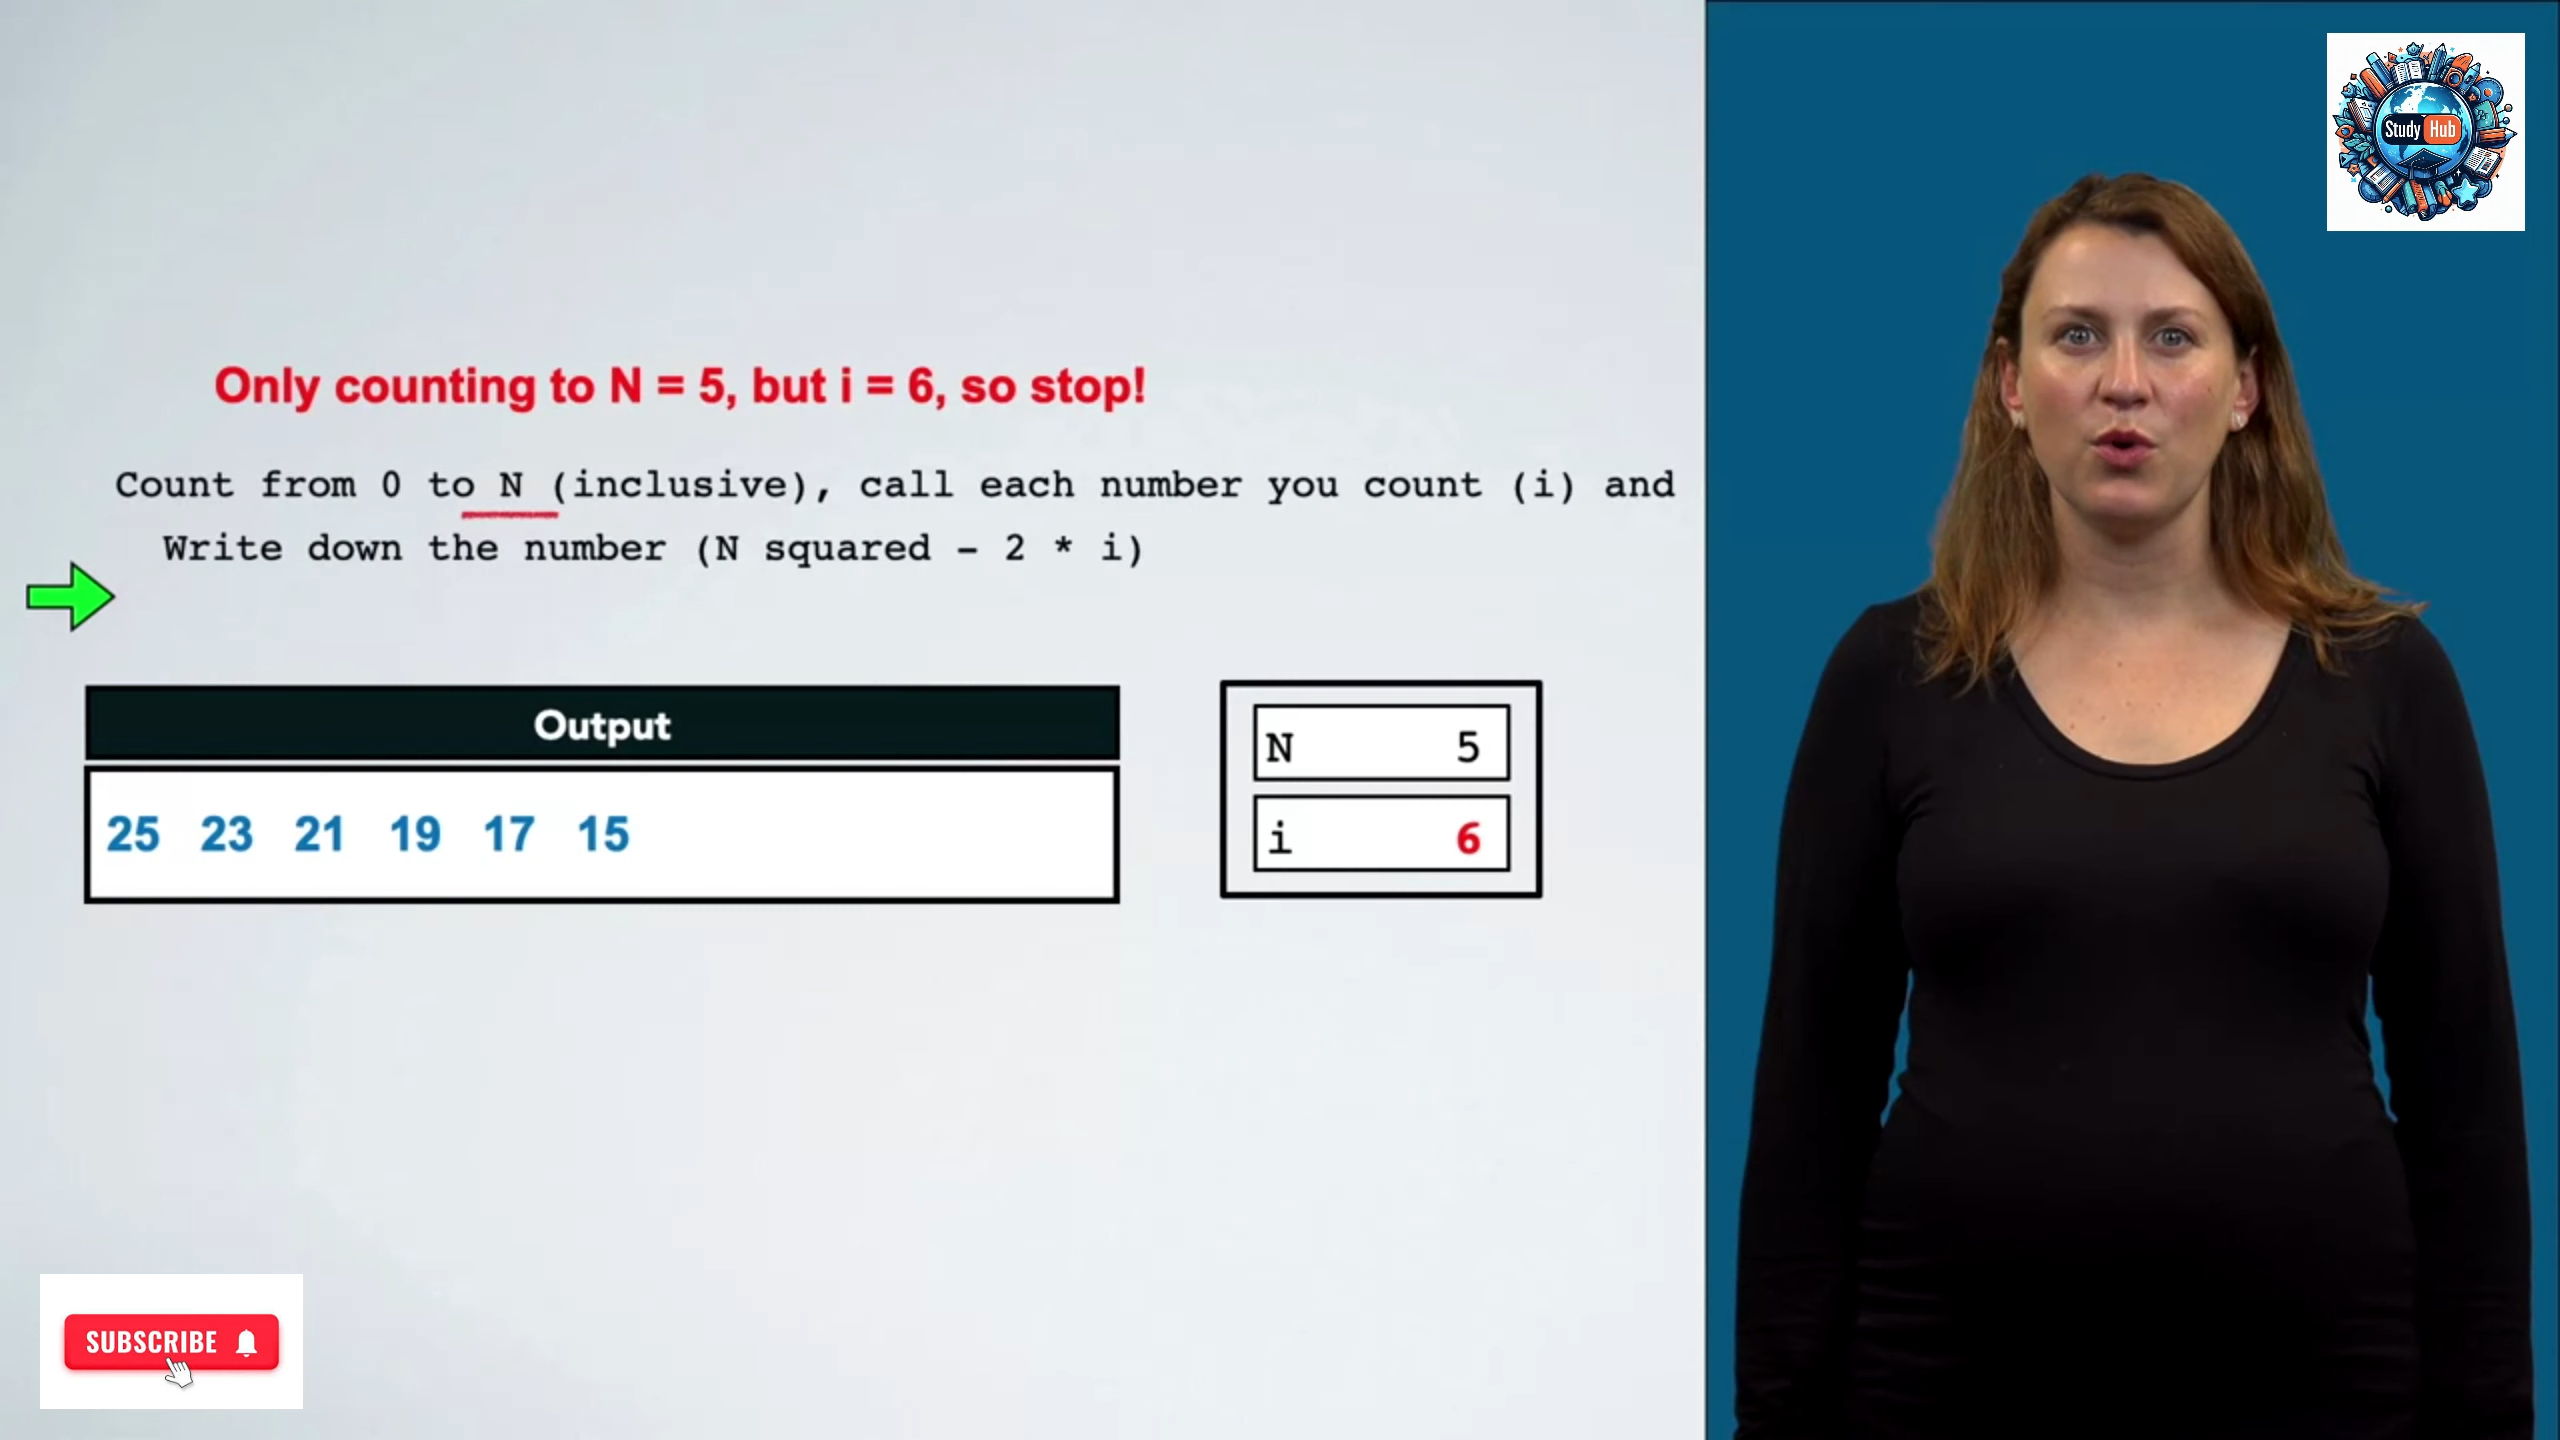 Study Hub
Only counting to N = 5, but i = 6, so stop!
Count from 0 to N (inclusive), call each number you count (i) and
Write down the number (N squared - 2 * i)
Output
25 23 21 19 17 15
N 5
i 6
SUBSCRIBE